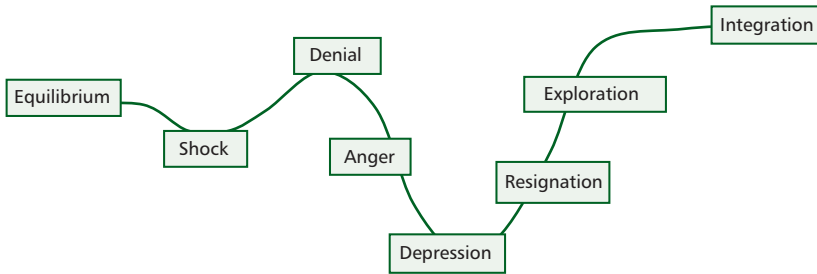 Equilibrium
Shock
Denial
Anger
Depression
Resignation
Exploration
Integration